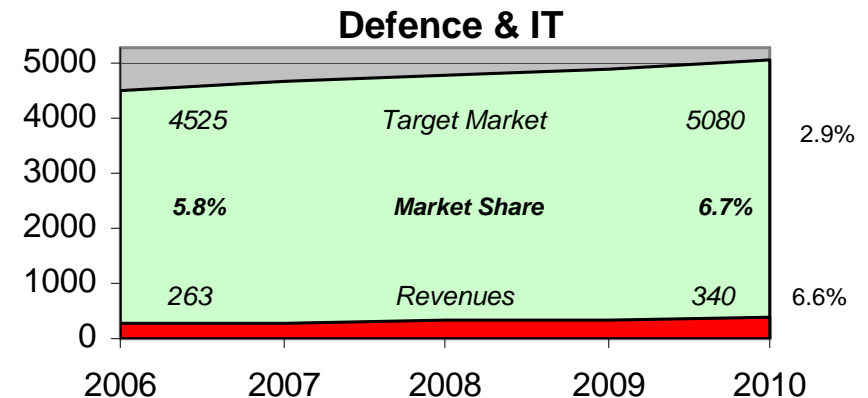 Defence & IT
5000
4000
3000
2000
1000
0
4525 Target Market 5080 2.9%
5.8% Market Share 6.7%
263 Revenues 340 6.6%
2006 2007 2008 2009 2010